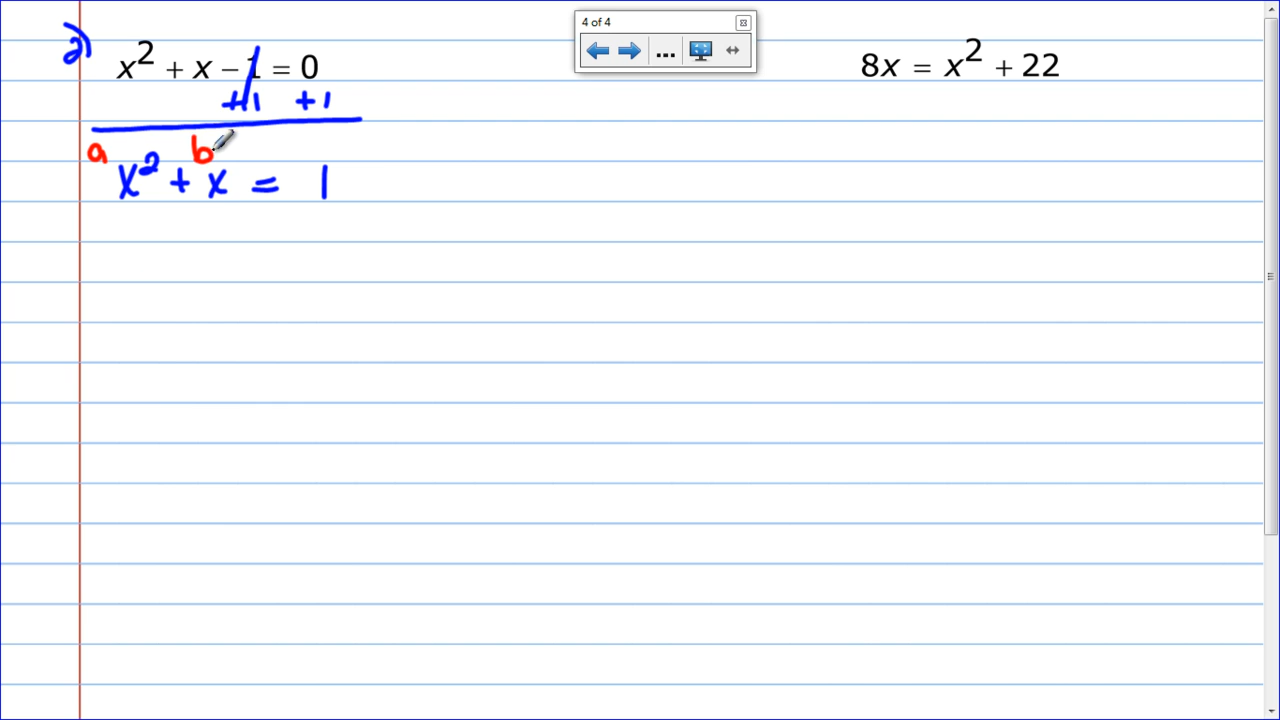 4 of 4
2) x² + x – 1 = 0
8x = x² + 22
+1 +1
a b
x² + x = 1